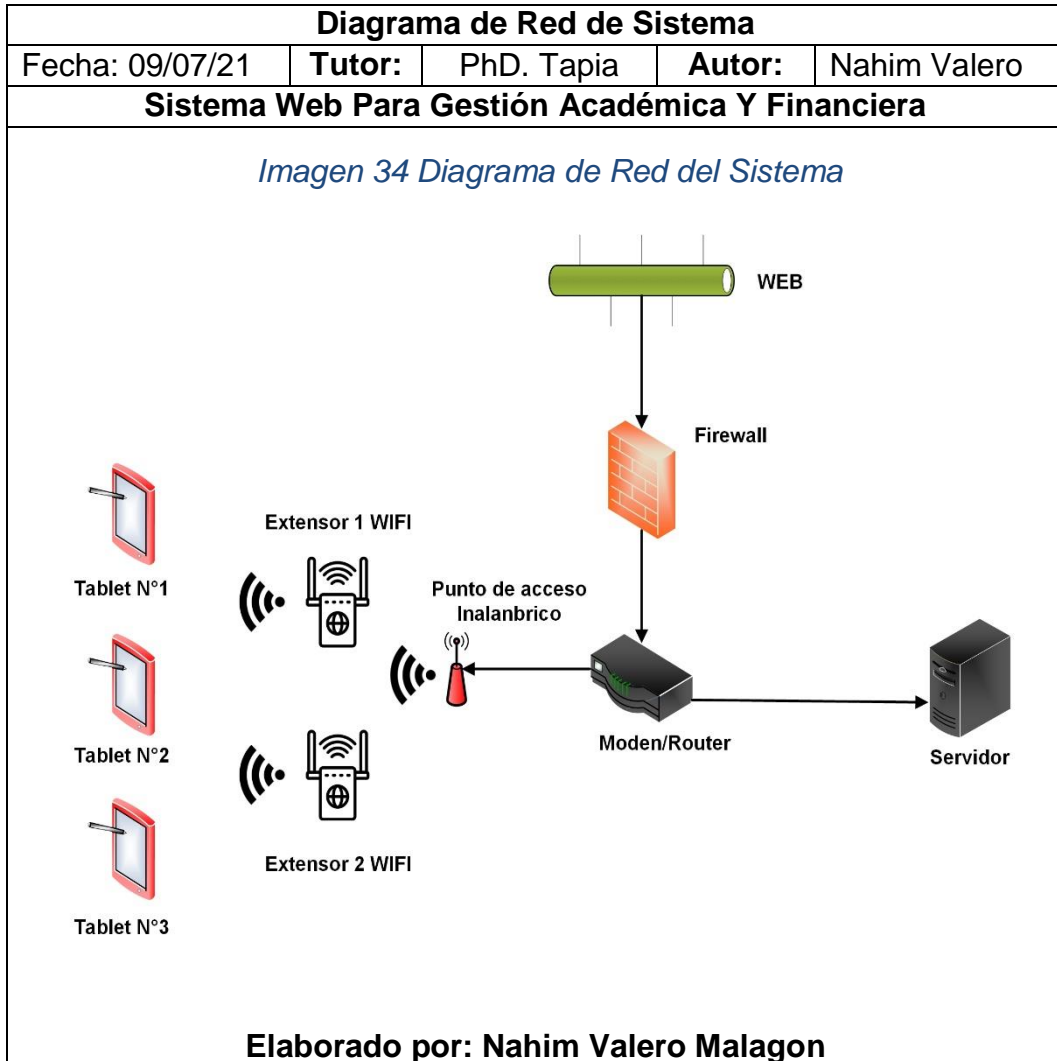 Diagrama de Red de Sistema
Fecha: 09/07/21 Tutor: PhD. Tapia Autor: Nahim Valero
Sistema Web Para Gestión Académica Y Financiera
Imagen 34 Diagrama de Red del Sistema
WEB
Firewall
Extensor 1 WIFI
Tablet N°1
Punto de acceso
Inalanbrico
Tablet N°2
Moden/Router
Servidor
Extensor 2 WIFI
Tablet N°3
Elaborado por: Nahim Valero Malagon